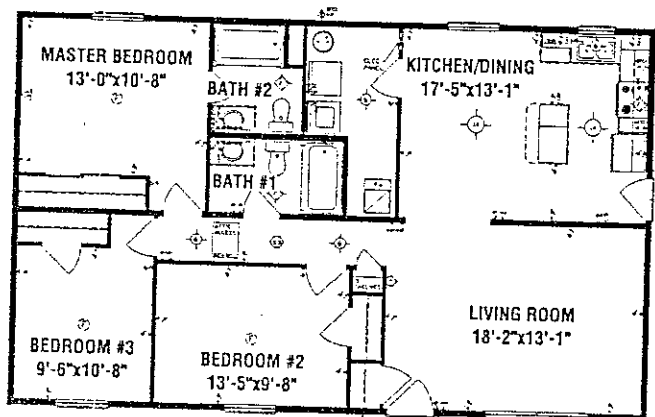 MASTER BEDROOM
13'-0"x10'-8"
BATH #2
KITCHEN/DINING
17'-5"x13'-1"
BATH #1
LIVING ROOM
18'-2"x13'-1"
BEDROOM #3
9'-6"x10'-8"
BEDROOM #2
13'-5"x9'-8"